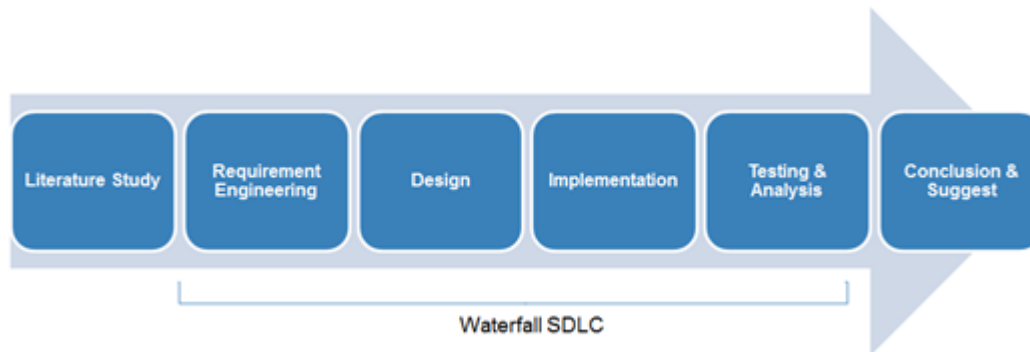 Literature Study
Requirement
Engineering
Design
Implementation
Testing &
Analysis
Conclusion &
Suggest
Waterfall SDLC